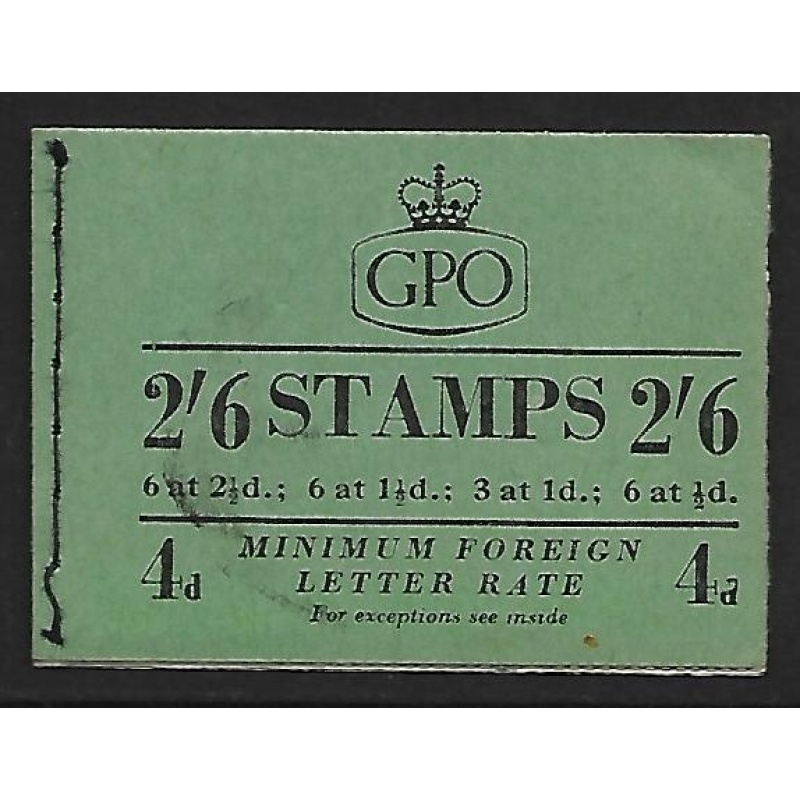 GPO
2'6 STAMPS 2'6
6 at 2½d.; 6 at 1½d.; 3 at 1d.; 6 at ½d.
4d MINIMUM FOREIGN 4d
LETTER RATE
For exceptions see inside